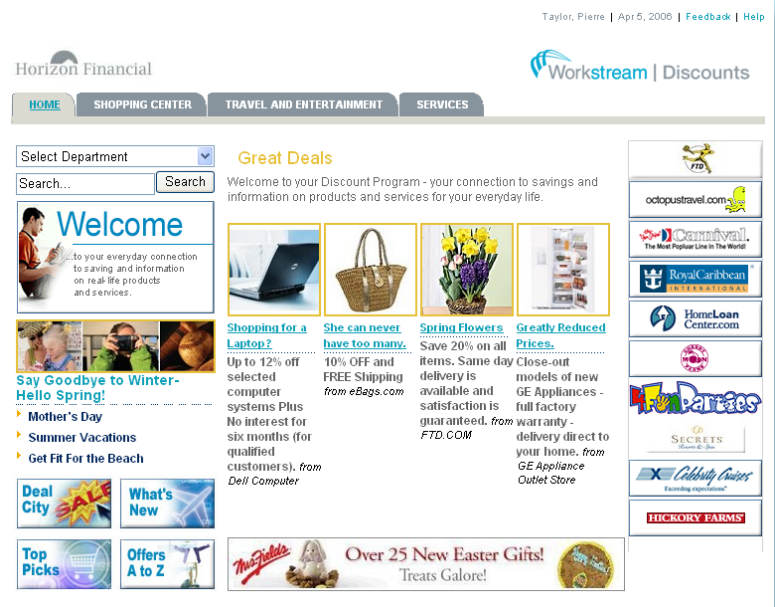 Taylor, Pierre | Apr 5, 2006 | Feedback | Help
Horizon Financial
Workstream | Discounts
HOME
SHOPPING CENTER
TRAVEL AND ENTERTAINMENT
SERVICES
Select Department
Search...
Search
Welcome
...to your everyday connection
to saving and information
on real-life products
and services.
Say Goodbye to Winter-
Hello Spring!
Mother's Day
Summer Vacations
Get Fit For the Beach
Deal
City
SALE
What's
New
Top
Picks
Offers
A to Z
Great Deals
Welcome to your Discount Program - your connection to savings and
information on products and services for your everyday life.
Shopping for a
Laptop?
Up to 12% off
selected
computer
systems Plus
No interest for
six months (for
qualified
customers). from
Dell Computer
She can never
have too many.
10% OFF and
FREE Shipping
from eBags.com
Spring Flowers
Save 20% on all
items. Same day
delivery is
available and
satisfaction is
guaranteed. from
FTD.COM
Greatly Reduced
Prices.
Close-out
models of new
GE Appliances -
full factory
warranty -
delivery direct to
your home. from
GE Appliance
Outlet Store
Mrs. Fields
Over 25 New Easter Gifts!
Treats Galore!
FTD
octopustravel.com
Carnival.
The Most Popluar Line In The World!
RoyalCaribbean
INTERNATIONAL
HomeLoan
Center.com
4FunParties
SECRETS
Celebrity Cruises
Exceeding expectations
HICKORY FARMS